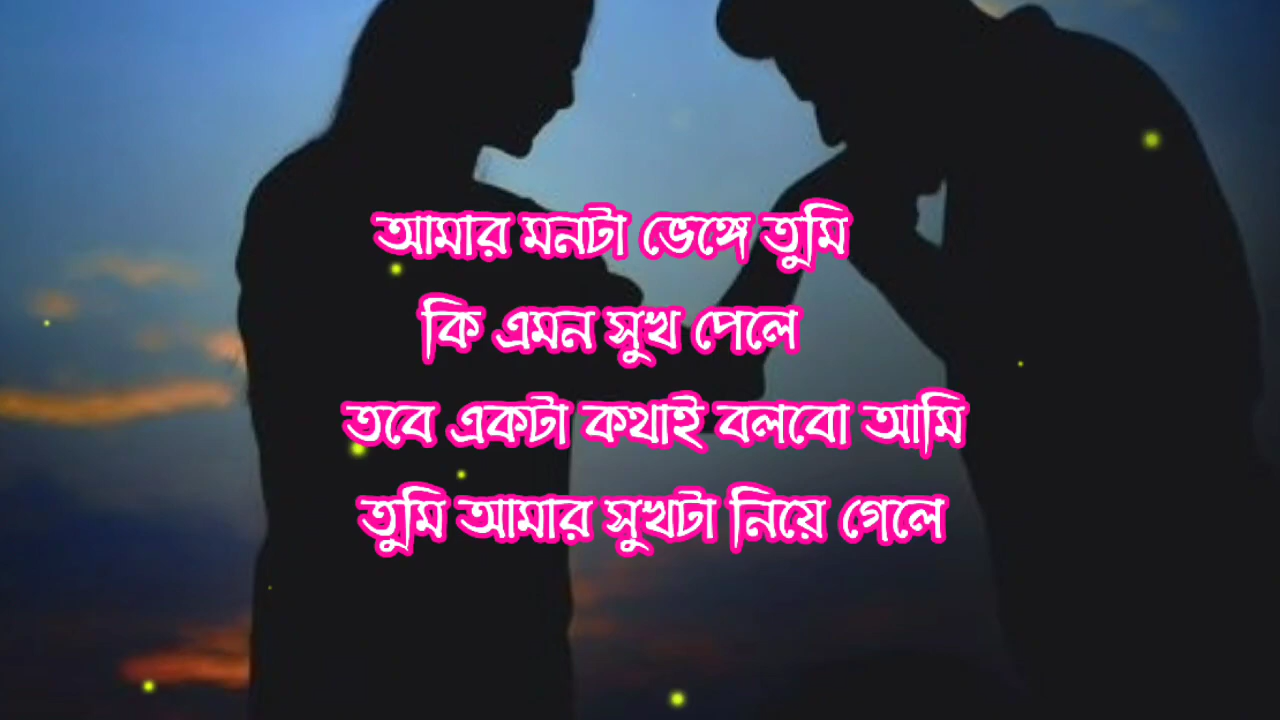 আমার মনটা ভেঙ্গে তুমি
কি এমন সুখ পেলে
তবে একটা কথাই বলবো আমি
তুমি আমার সুখটা নিয়ে গেলে